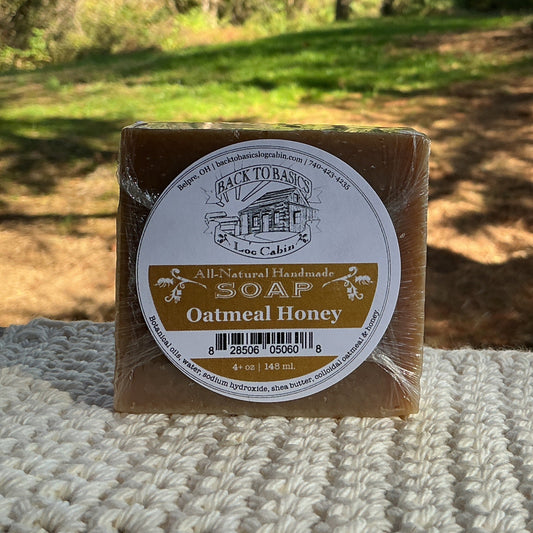 Belpre, OH | backtobasicslogcabin.com | 740-423-4235
BACK TO BASICS
Log Cabin
All-Natural Handmade
SOAP
Oatmeal Honey
8 28506 05060 8
4+ oz | 148 ml.
Botanical oils, water, sodium hydroxide, shea butter, colloidal oatmeal & honey